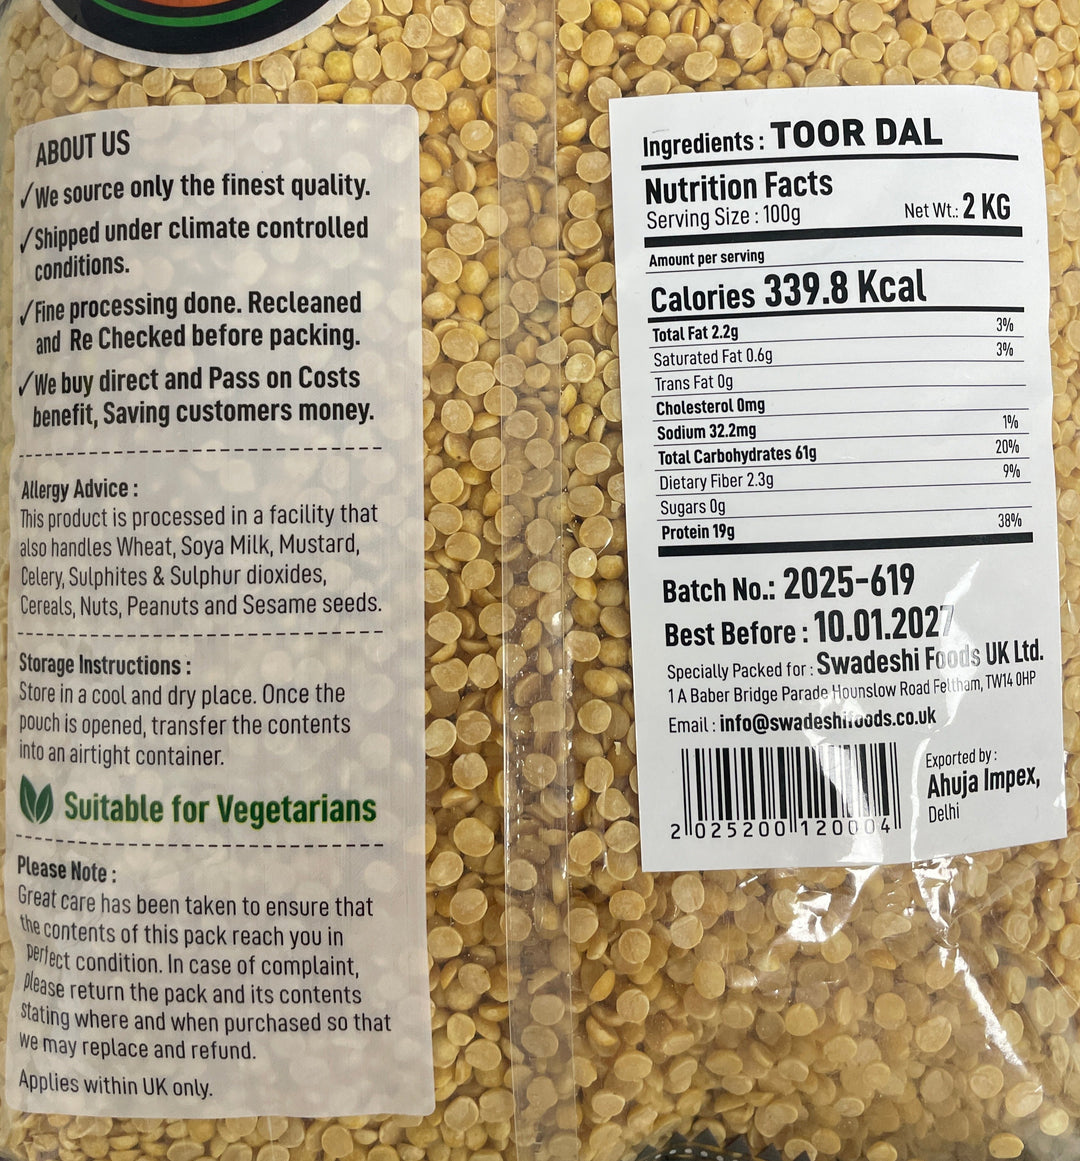 ABOUT US
✓We source only the finest quality.
✓Shipped under climate controlled
conditions.
✓Fine processing done. Recleaned
and Re Checked before packing.
✓We buy direct and Pass on Costs
benefit, Saving customers money.
Allergy Advice :
This product is processed in a facility that
also handles Wheat, Soya Milk, Mustard,
Celery, Sulphites & Sulphur dioxides,
Cereals, Nuts, Peanuts and Sesame seeds.
Storage Instructions :
Store in a cool and dry place. Once the
pouch is opened, transfer the contents
into an airtight container.
Suitable for Vegetarians
Please Note :
Great care has been taken to ensure that
the contents of this pack reach you in
perfect condition. In case of complaint,
please return the pack and its contents
stating where and when purchased so that
we may replace and refund.
Applies within UK only.
Ingredients : TOOR DAL
Nutrition Facts
Serving Size : 100g Net Wt.: 2 KG
Amount per serving
Calories 339.8 Kcal
Total Fat 2.2g 3%
Saturated Fat 0.6g 3%
Trans Fat 0g
Cholesterol 0mg
Sodium 32.2mg 1%
Total Carbohydrates 61g 20%
Dietary Fiber 2.3g 9%
Sugars 0g
Protein 19g 38%
Batch No.: 2025-619
Best Before : 10.01.2027
Specially Packed for : Swadeshi Foods UK Ltd.
1 A Baber Bridge Parade Hounslow Road Feltham, TW14 0HP
Email : info@swadeshifoods.co.uk
2 025200 120004
Exported by :
Ahuja Impex,
Delhi